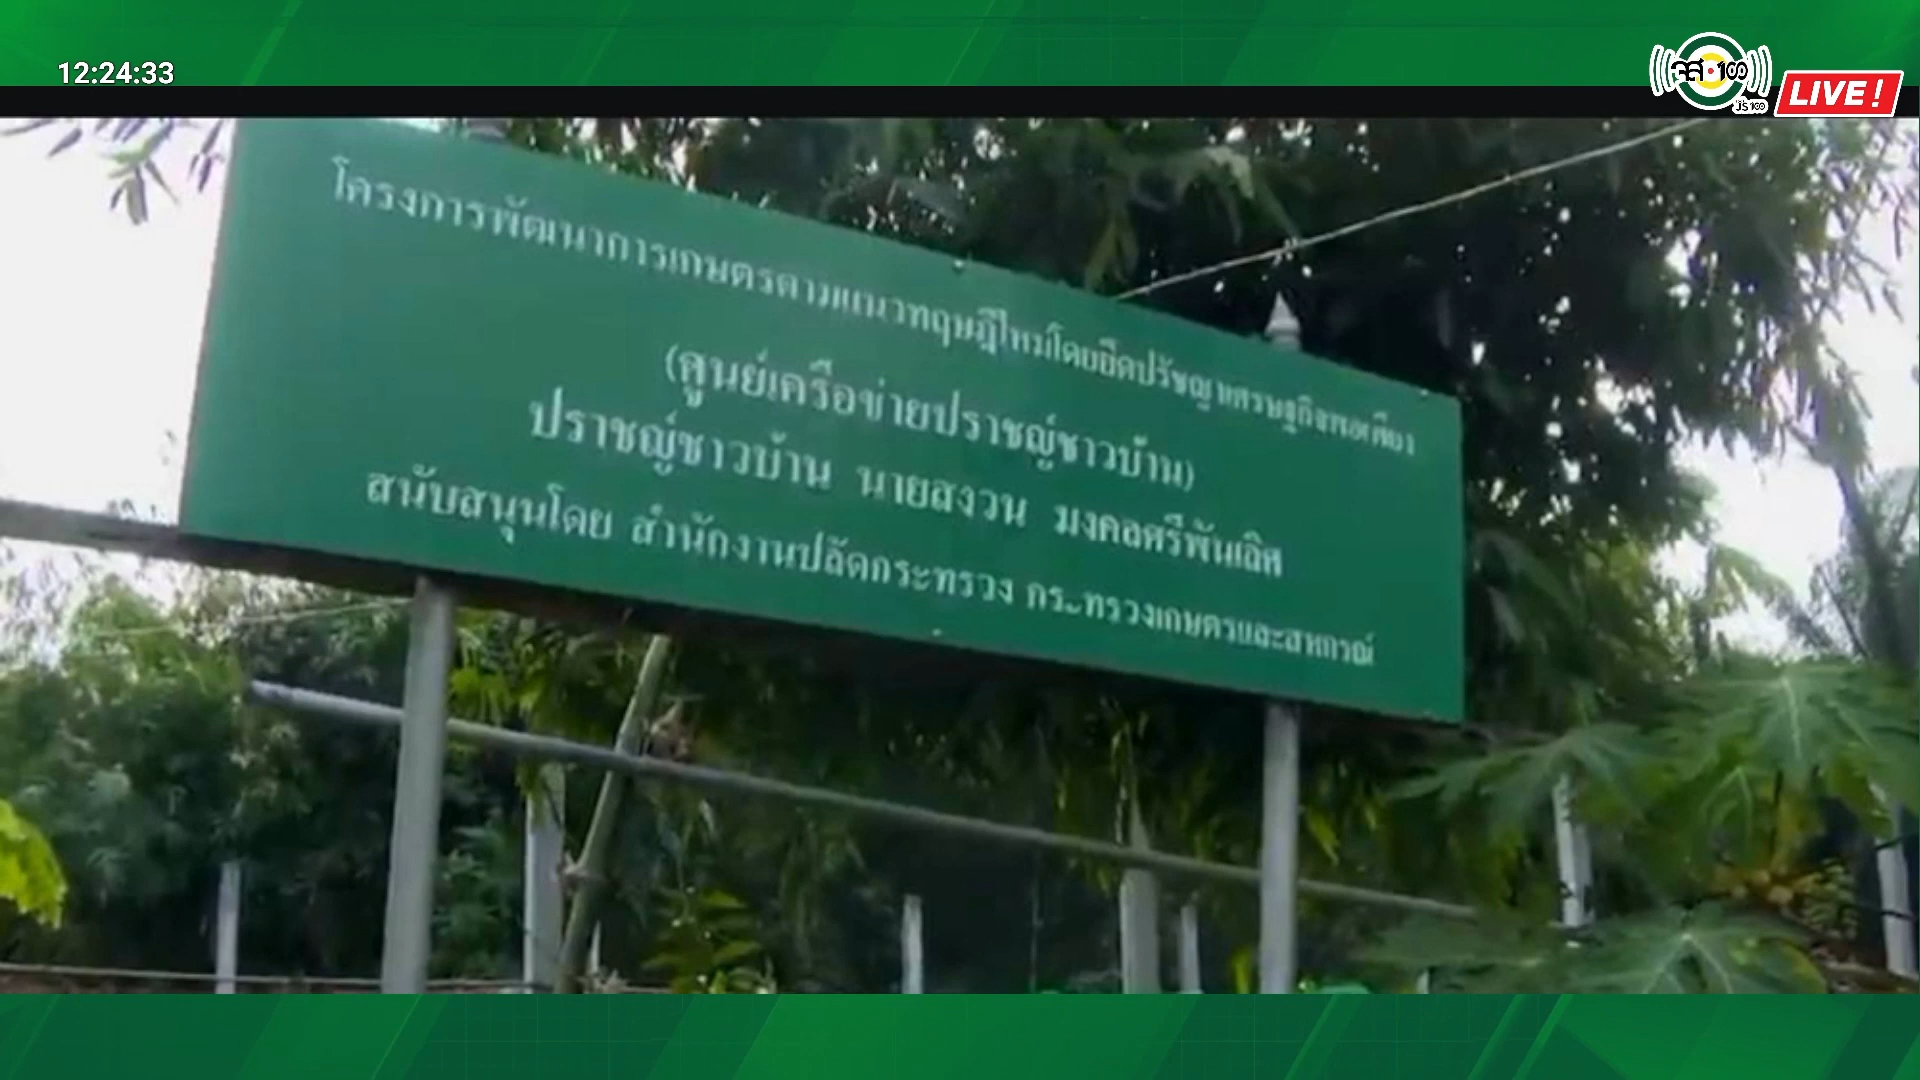 12:24:33
จส.100
JS 100
LIVE!
โครงการพัฒนาการเกษตรตามแนวทฤษฎีใหม่โดยยึดปรัชญาเศรษฐกิจพอเพียง
(ศูนย์เครือข่ายปราชญ์ชาวบ้าน)
ปราชญ์ชาวบ้าน นายสงวน มงคลศรีพันเลิศ
สนับสนุนโดย สำนักงานปลัดกระทรวง กระทรวงเกษตรและสหกรณ์